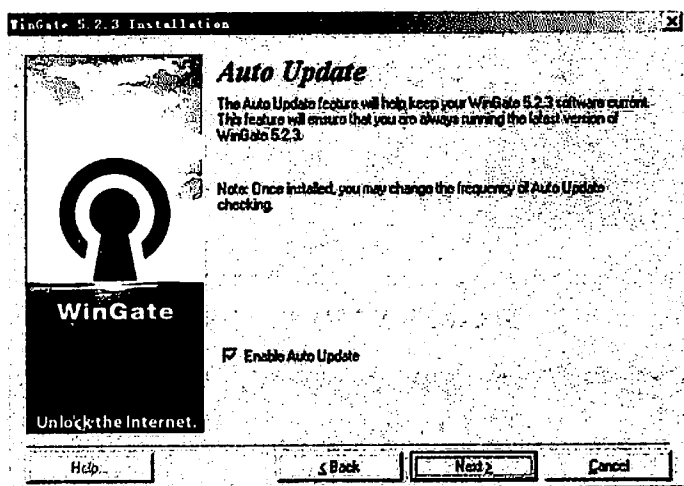 WinGate 5.2.3 Installation
Auto Update
The Auto Update feature will help keep your WinGate 5.2.3 software current.
This feature will ensure that you are always running the latest version of
WinGate 5.2.3.
Note: Once installed, you may change the frequency of Auto Update
checking.
WinGate
Enable Auto Update
Unlock the Internet.
Help...
< Back
Next >
Cancel